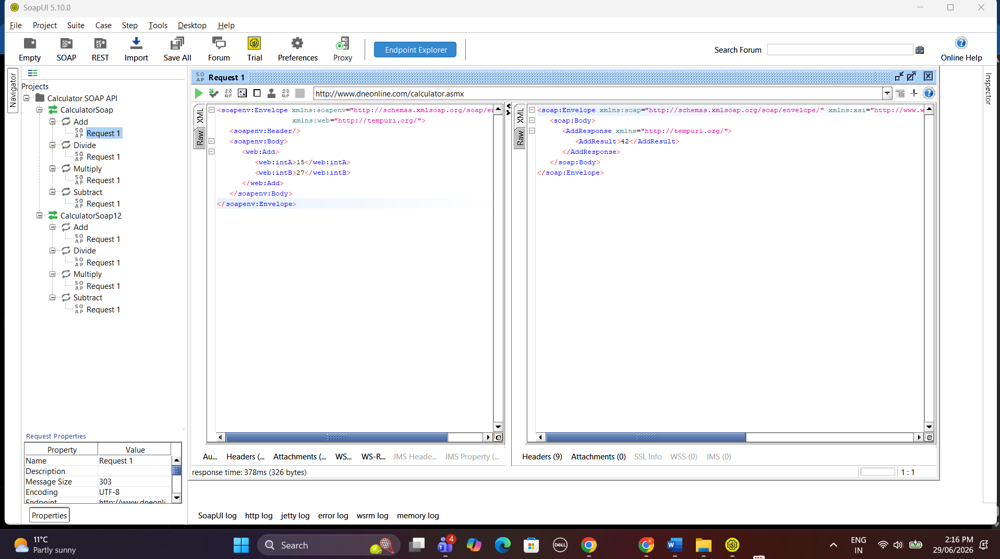 SoapUI 5.10.0
File Project Suite Case Step Tools Desktop Help
Empty SOAP REST Import Save All Forum Trial Preferences Proxy Endpoint Explorer Search Forum Online Help
Navigator
Projects
Calculator SOAP API
CalculatorSoap
Add
Request 1
Divide
Request 1
Multiply
Request 1
Subtract
Request 1
CalculatorSoap12
Add
Request 1
Divide
Request 1
Multiply
Request 1
Subtract
Request 1
Request Properties
Property Value
Name Request 1
Description
Message Size 303
Encoding UTF-8
Endpoint http://www.dneonli
Properties
Request 1
http://www.dneonline.com/calculator.asmx
XML
Raw
<soapenv:Envelope xmlns:soapenv="http://schemas.xmlsoap.org/soap/en
xmlns:web="http://tempuri.org/">
<soapenv:Header/>
<soapenv:Body>
<web:Add>
<web:intA>15</web:intA>
<web:intB>27</web:intB>
</web:Add>
</soapenv:Body>
</soapenv:Envelope>
Au... Headers (... Attachments (... WS... WS-R... JMS Heade... JMS Property (...
XML
Raw
<soap:Envelope xmlns:soap="http://schemas.xmlsoap.org/soap/envelope/" xmlns:xsi="http://www.w
<soap:Body>
<AddResponse xmlns="http://tempuri.org/">
<AddResult>42</AddResult>
</AddResponse>
</soap:Body>
</soap:Envelope>
Headers (9) Attachments (0) SSL Info WSS (0) JMS (0)
response time: 378ms (326 bytes)
1 : 1
Inspector
SoapUI log http log jetty log error log wsrm log memory log
11°C
Partly sunny
Search
4
DELL
K
W
ENG
IN
2:16 PM
29/06/2026